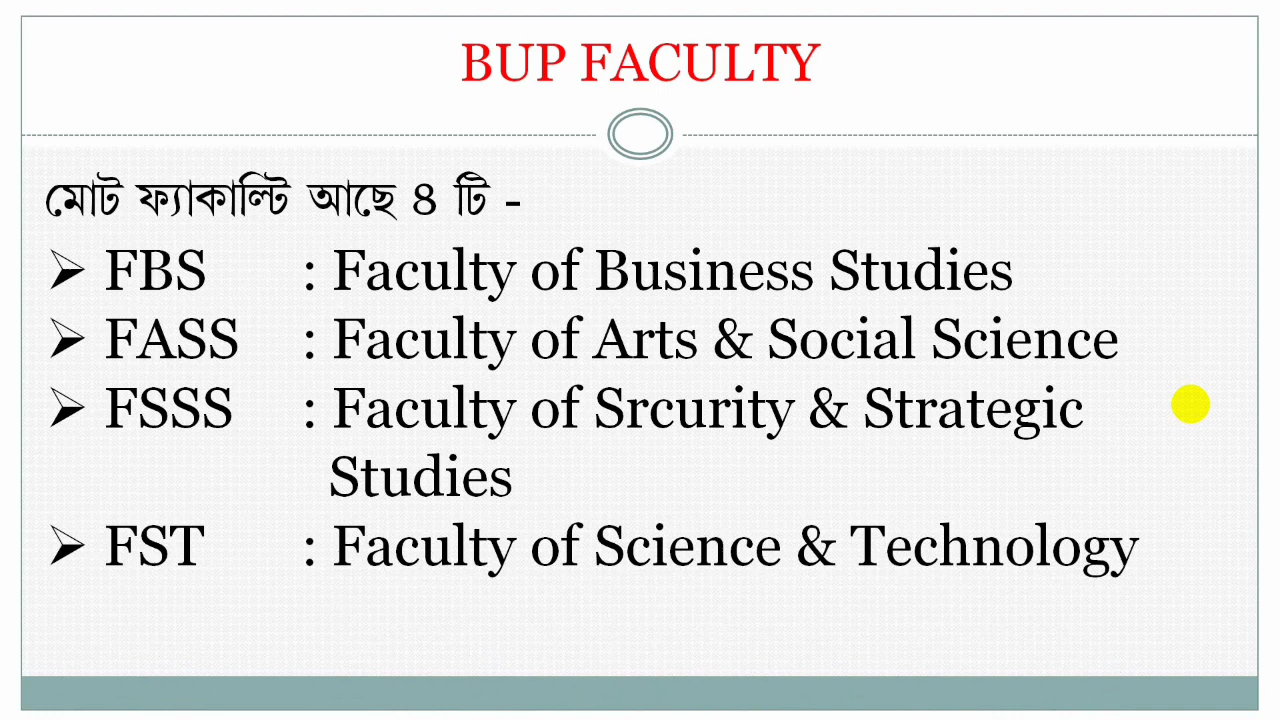 BUP FACULTY
মোট ফ্যাকাল্টি আছে ৪ টি -
➢ FBS : Faculty of Business Studies
➢ FASS : Faculty of Arts & Social Science
➢ FSSS : Faculty of Srcurity & Strategic
Studies
➢ FST : Faculty of Science & Technology